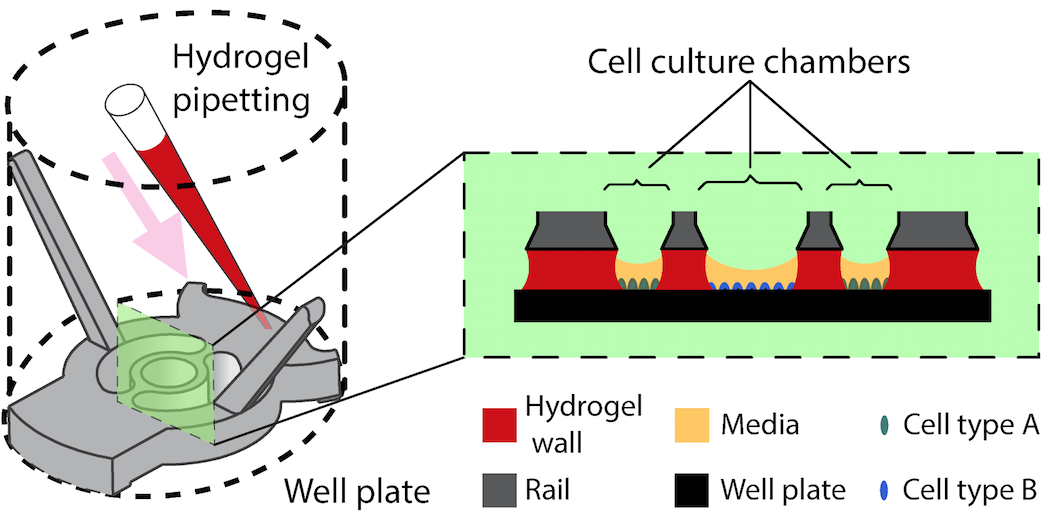 Hydrogel
pipetting
Cell culture chambers
Well plate
Hydrogel
wall
Media
Cell type A
Rail
Well plate
Cell type B